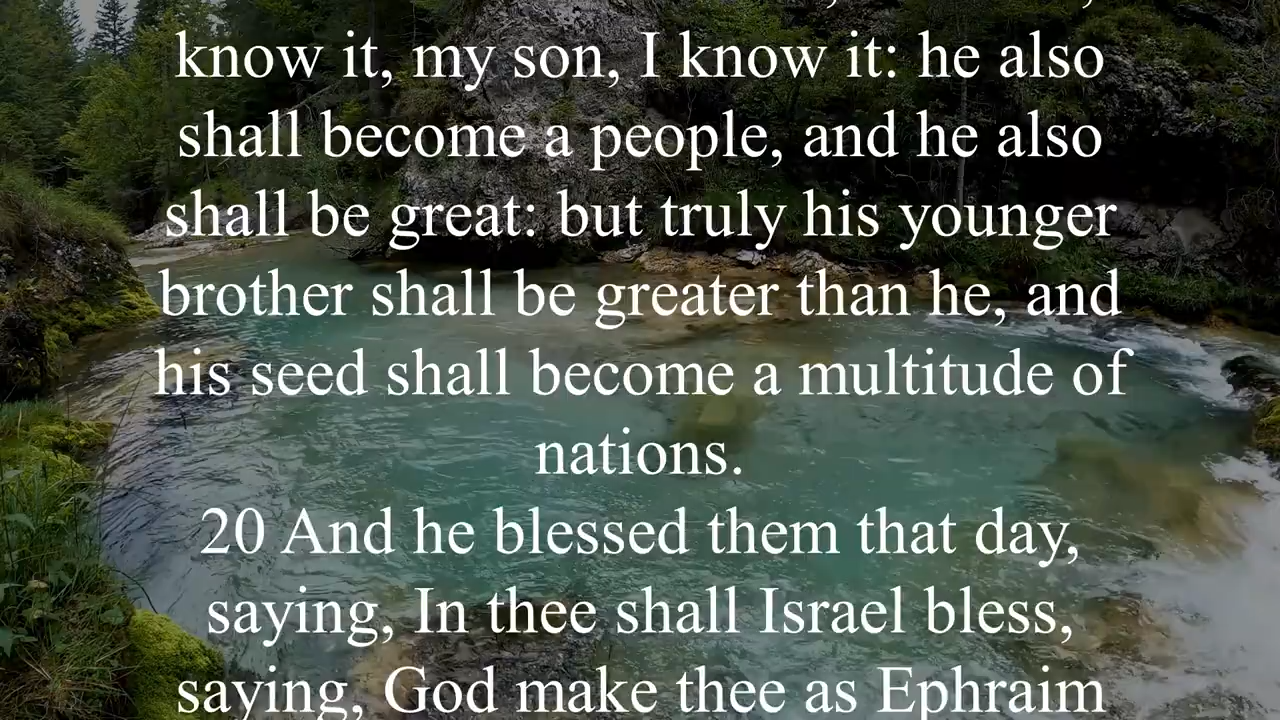 know it, my son, I know it: he also
shall become a people, and he also
shall be great: but truly his younger
brother shall be greater than he, and
his seed shall become a multitude of
nations.
20 And he blessed them that day,
saying, In thee shall Israel bless,
saying, God make thee as Ephraim